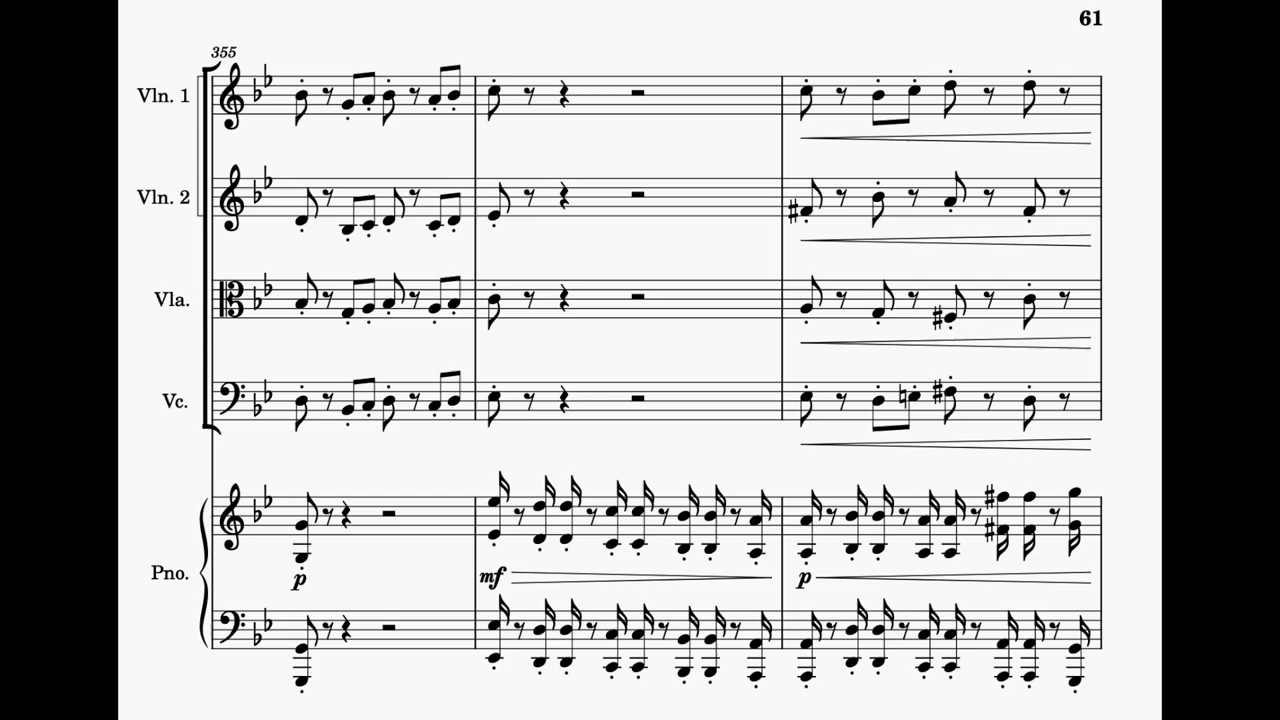 61
355
Vln. 1
Vln. 2
Vla.
Vc.
Pno.
p
mf
p